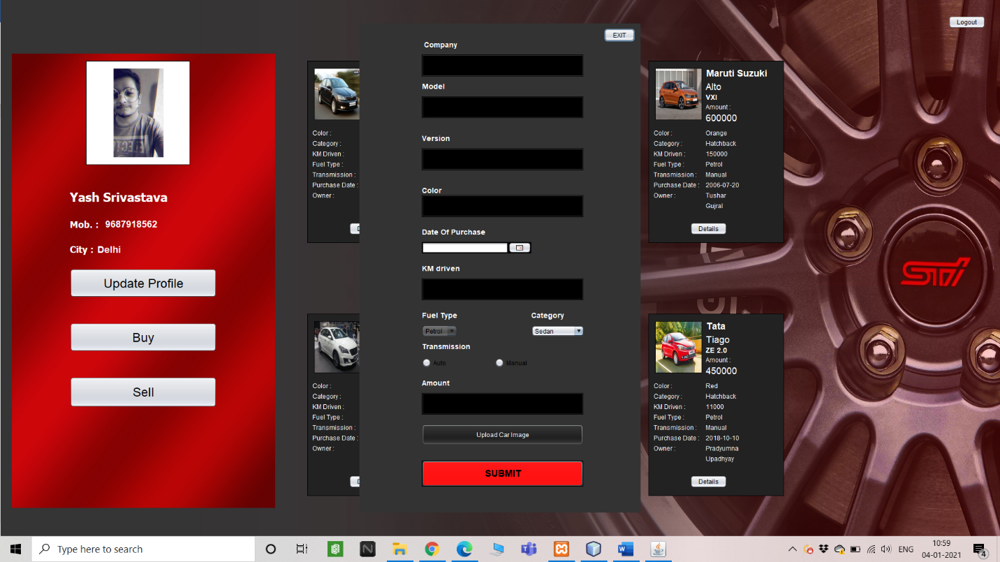 Logout
EXIT
Company
Model
Version
Color
Date Of Purchase
KM driven
Fuel Type
Category
Petrol
Sedan
Transmission
Auto
Manual
Amount
Upload Car Image
SUBMIT
Yash Srivastava
Mob. : 9687918562
City : Delhi
Update Profile
Buy
Sell
Color :
Category :
KM Driven :
Fuel Type :
Transmission :
Purchase Date :
Owner :
Color :
Category :
KM Driven :
Fuel Type :
Transmission :
Purchase Date :
Owner :
Maruti Suzuki
Alto
VXI
Amount :
600000
Color : Orange
Category : Hatchback
KM Driven : 150000
Fuel Type : Petrol
Transmission : Manual
Purchase Date : 2006-07-20
Owner : Tushar
Gujral
Details
Tata
Tiago
ZE 2.0
Amount :
450000
Color : Red
Category : Hatchback
KM Driven : 11000
Fuel Type : Petrol
Transmission : Manual
Purchase Date : 2018-10-10
Owner : Pradyumna
Upadhyay
Details
STI
Type here to search
ENG
10:59
04-01-2021
4